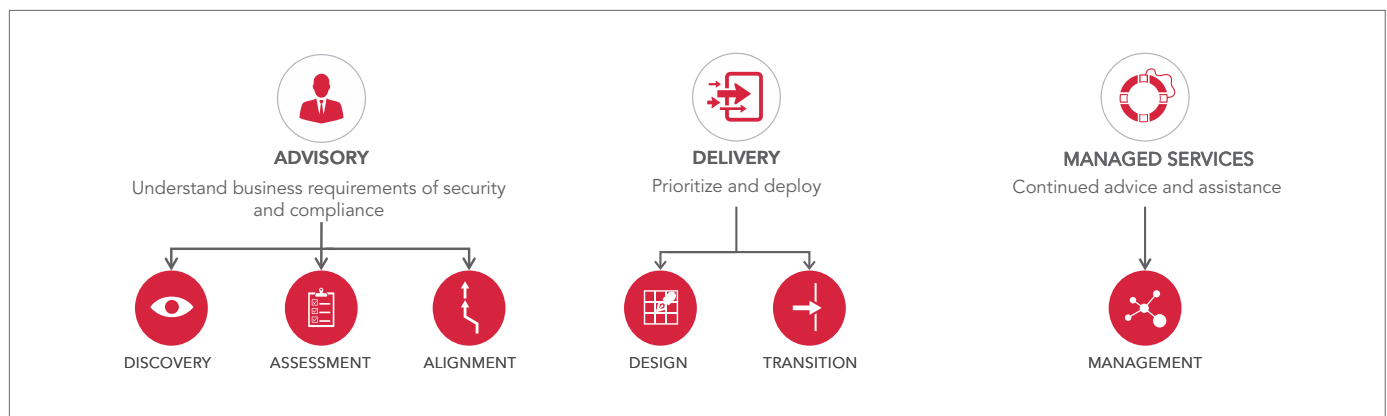 ADVISORY
Understand business requirements of security
and compliance
DISCOVERY
ASSESSMENT
ALIGNMENT
DELIVERY
Prioritize and deploy
DESIGN
TRANSITION
MANAGED SERVICES
Continued advice and assistance
MANAGEMENT